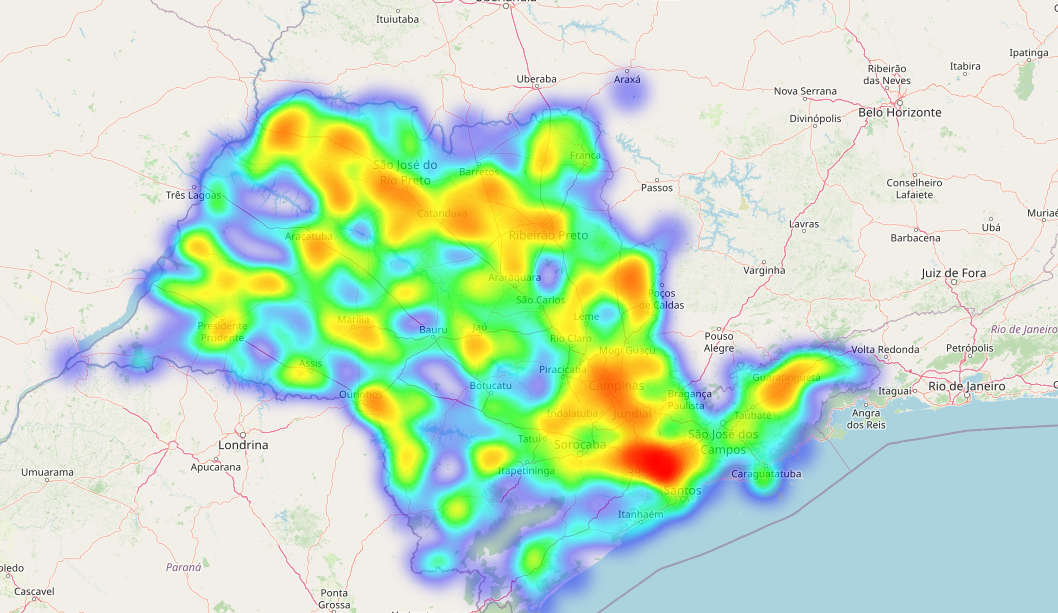 Uberlândia
Ituiutaba
Ipatinga
Itabira
Ribeirão
das Neves
Uberaba
Araxá
Nova Serrana
Belo Horizonte
Divinópolis
São José do
Rio Preto
Barretos
Franca
Passos
Conselheiro
Lafaiete
Três Lagoas
Catanduva
Lavras
Barbacena
Ubá
Araçatuba
Ribeirão Preto
Varginha
Juiz de Fora
Araraquara
São Carlos
Poços
de Caldas
Leme
Presidente
Prudente
Marília
Bauru
Jaú
Rio Claro
Mogi Guaçu
Pouso
Alegre
Rio de Janeiro
Volta Redonda
Petrópolis
Assis
Piracicaba
Campinas
Guaratinguetá
Botucatu
Ourinhos
Bragança
Paulista
Itaguaí
Rio de Janeiro
Indaiatuba
Jundiaí
Taubaté
Angra
dos Reis
Londrina
Tatuí
Sorocaba
São José dos
Campos
Apucarana
Umuarama
Itapetininga
Caraguatatuba
Santos
Itanhaém
Paraná
Cascavel
Ponta
Grossa